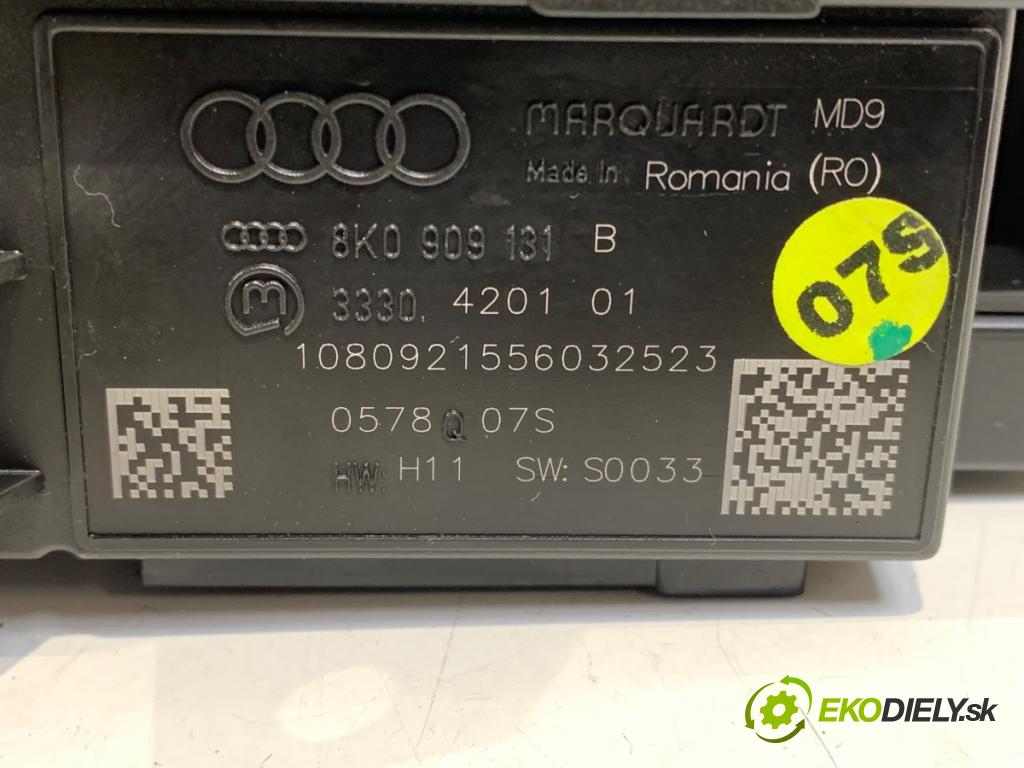 MARQUARDT MD9
Made in Romania (RO)
8K0 909 131 B
M 3330. 4201 01
07S
1080921556032523
0578 Q 07S
HW: H11 SW: S0033
EKODIELY.sk